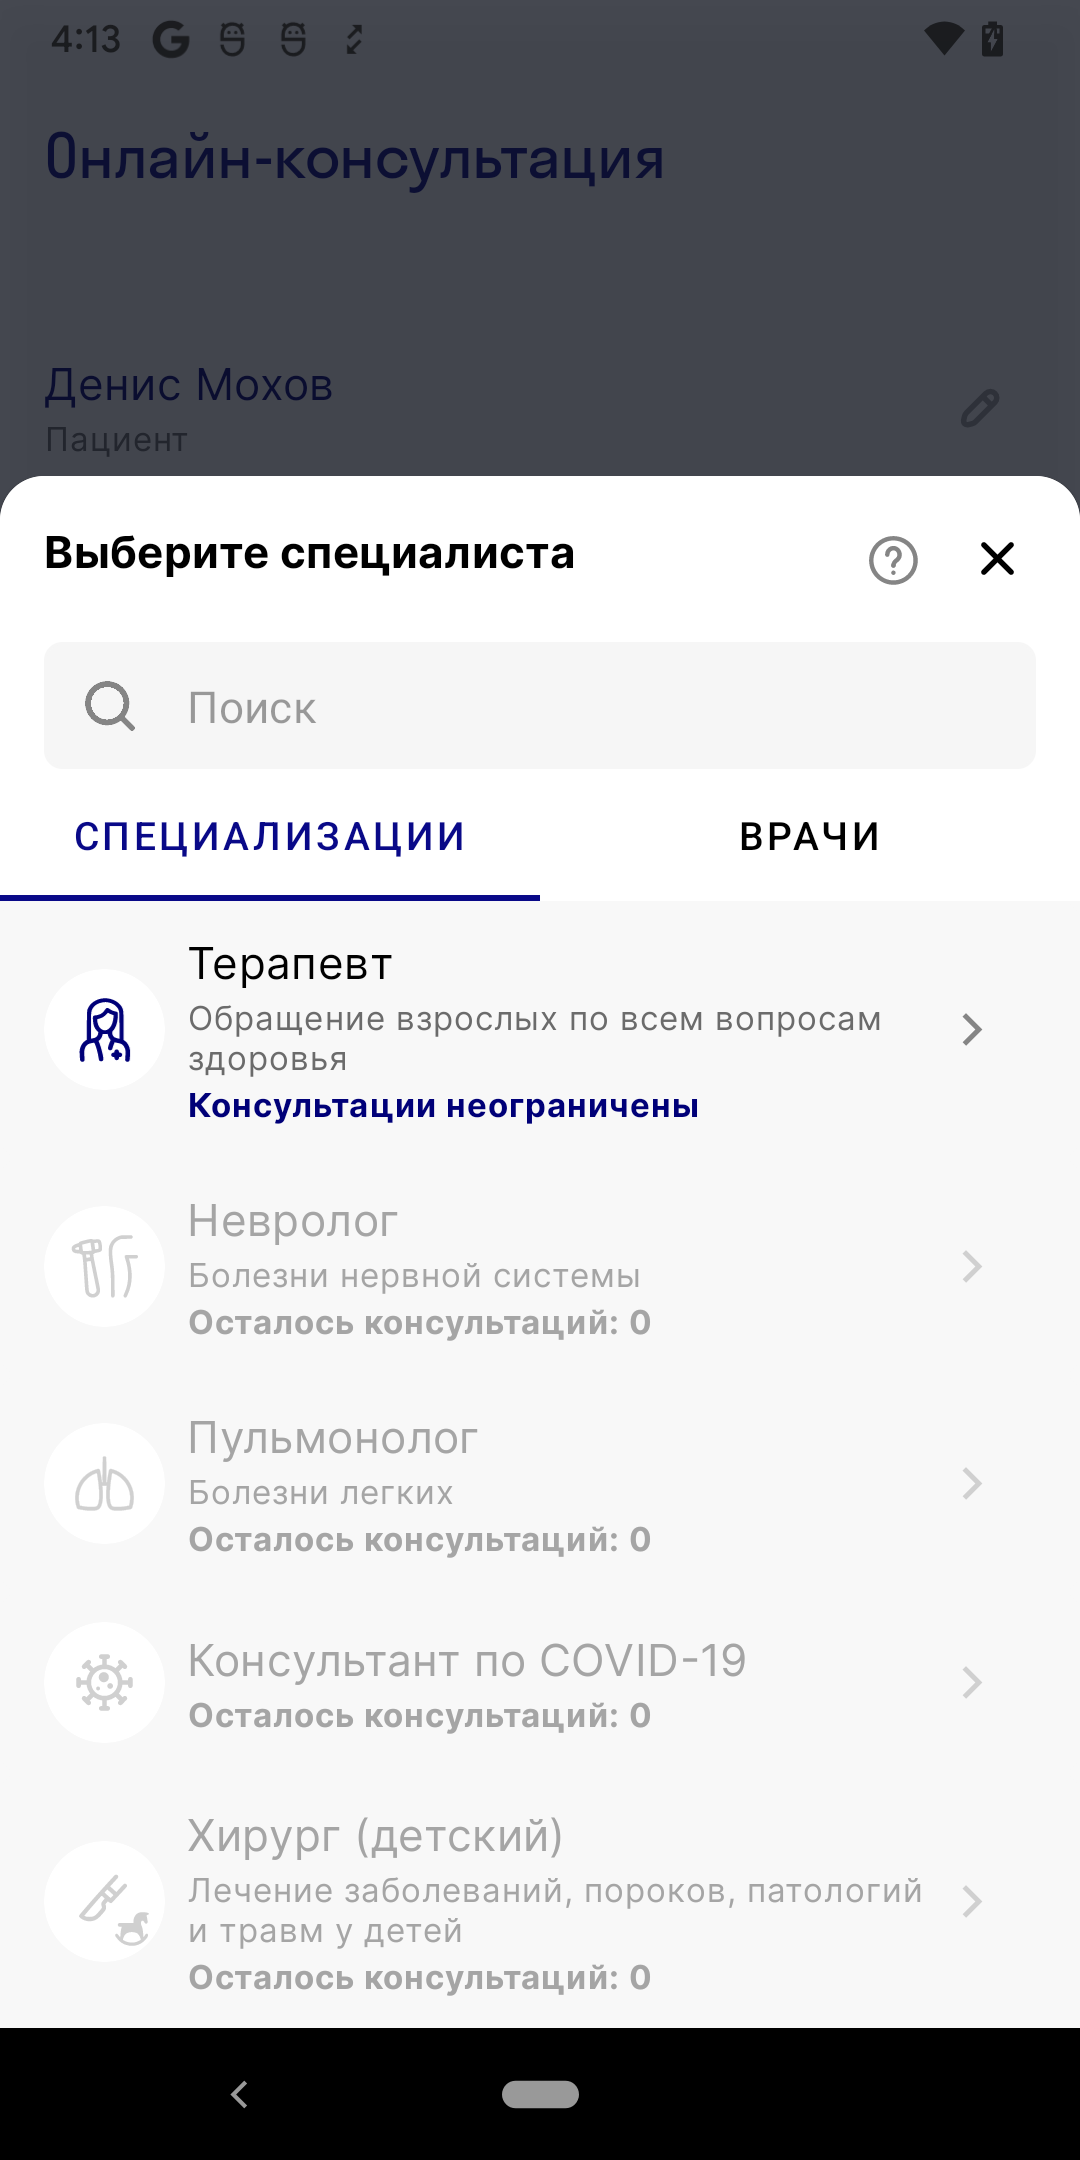 4:13
Онлайн-консультация
Денис Мохов
Пациент
Выберите специалиста
Поиск
СПЕЦИАЛИЗАЦИИ
ВРАЧИ
Терапевт
Обращение взрослых по всем вопросам
здоровья
Консультации неограничены
Невролог
Болезни нервной системы
Осталось консультаций: 0
Пульмонолог
Болезни легких
Осталось консультаций: 0
Консультант по COVID-19
Осталось консультаций: 0
Хирург (детский)
Лечение заболеваний, пороков, патологий
и травм у детей
Осталось консультаций: 0